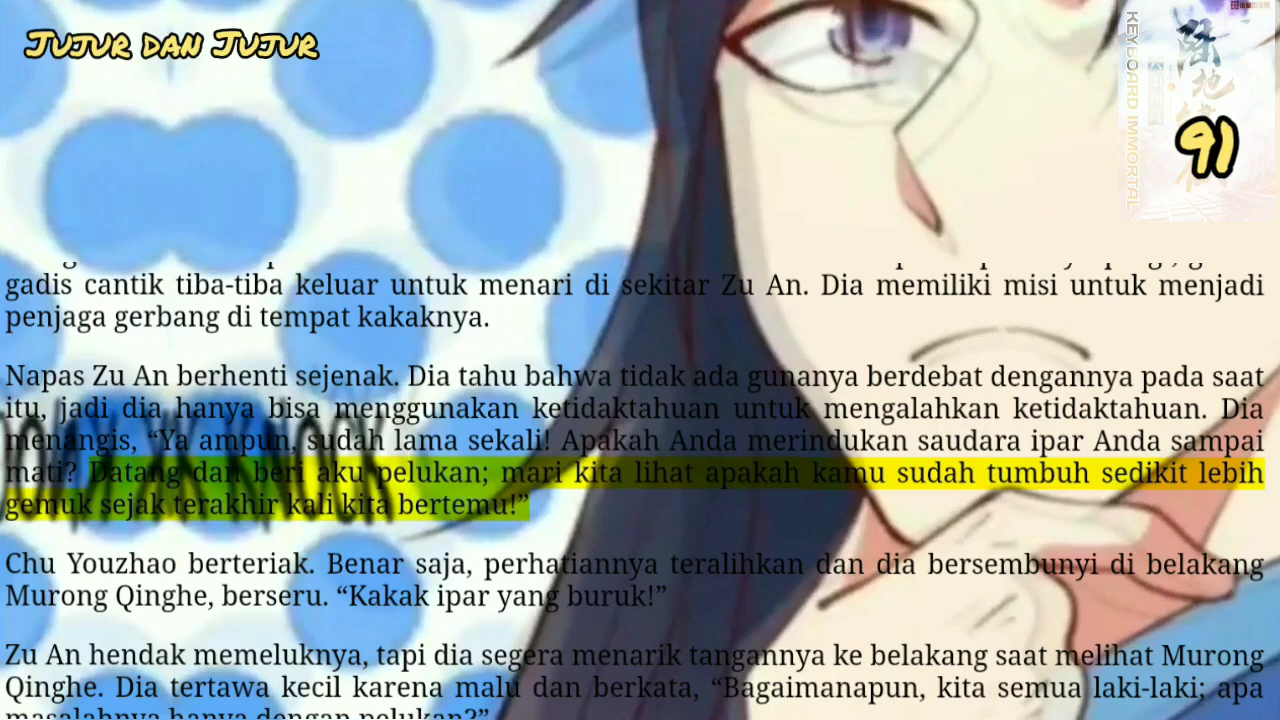 Jujur dan Jujur
KEYBOARD IMMORTAL
91
gadis cantik tiba-tiba keluar untuk menari di sekitar Zu An. Dia memiliki misi untuk menjadi
penjaga gerbang di tempat kakaknya.
Napas Zu An berhenti sejenak. Dia tahu bahwa tidak ada gunanya berdebat dengannya pada saat
itu, jadi dia hanya bisa menggunakan ketidaktahuan untuk mengalahkan ketidaktahuan. Dia
menangis, “Ya ampun, sudah lama sekali! Apakah Anda merindukan saudara ipar Anda sampai
mati? Datang dan beri aku pelukan; mari kita lihat apakah kamu sudah tumbuh sedikit lebih
gemuk sejak terakhir kali kita bertemu!”
Chu Youzhao berteriak. Benar saja, perhatiannya teralihkan dan dia bersembunyi di belakang
Murong Qinghe, berseru. “Kakak ipar yang buruk!”
Zu An hendak memeluknya, tapi dia segera menarik tangannya ke belakang saat melihat Murong
Qinghe. Dia tertawa kecil karena malu dan berkata, “Bagaimanapun, kita semua laki-laki; apa
masalahnya hanya dengan pelukan?”